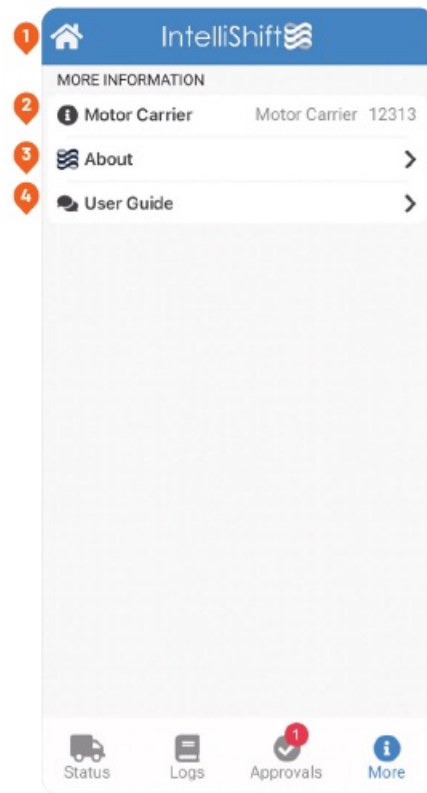 1
IntelliShift
MORE INFORMATION
2
Motor Carrier Motor Carrier 12313
3
About
4
User Guide
1
Status Logs Approvals More